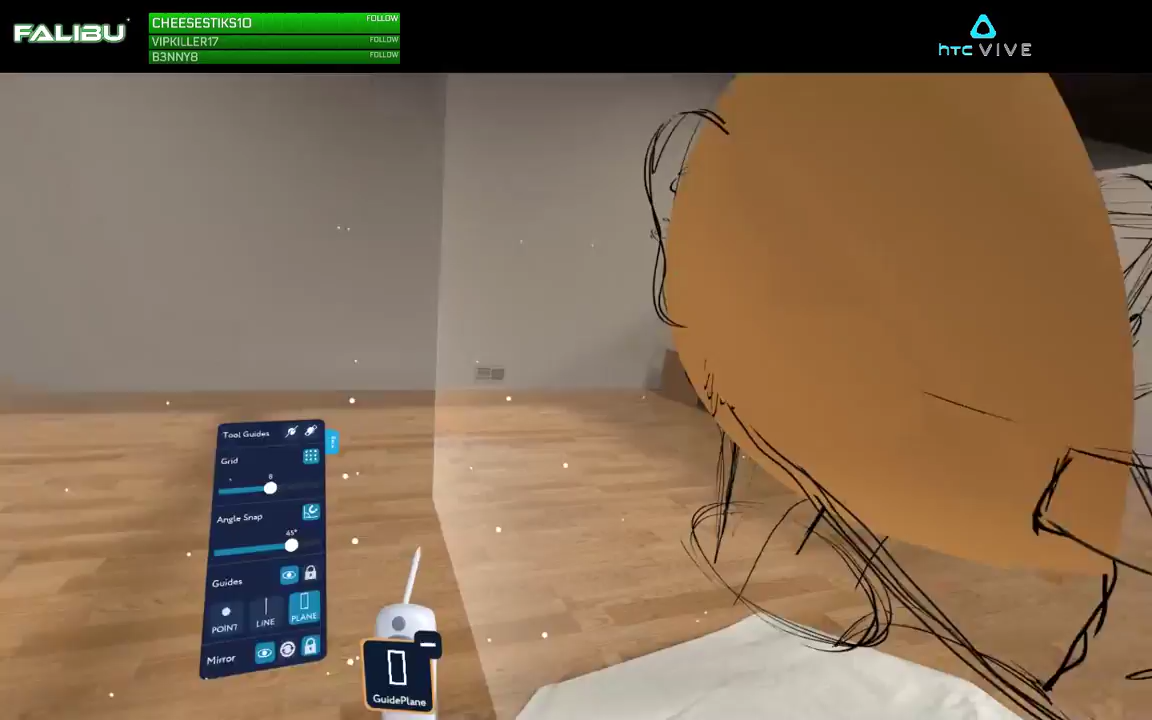 FALIBU
CHEESESTIKS10 FOLLOW
VIPKILLER17 FOLLOW
B3NNY8 FOLLOW
htc VIVE
Tool Guides
Grid
8
Angle Snap
45°
Guides
POINT LINE PLANE
Mirror
GuidePlane